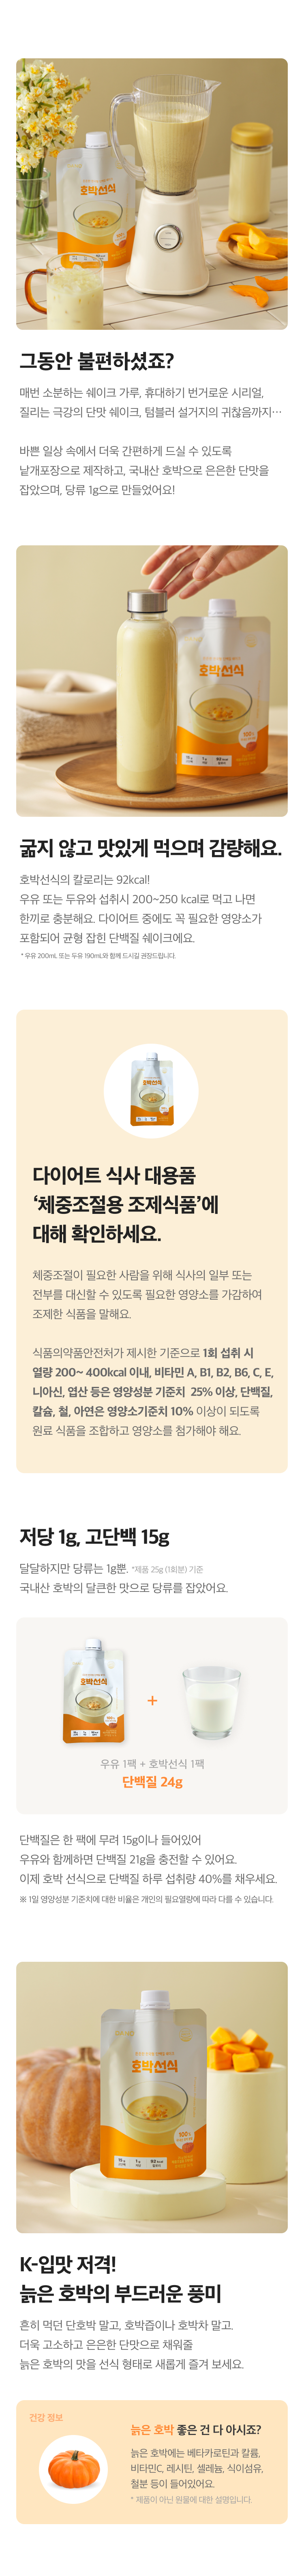 호박선식
그동안 불편하셨죠?
매번 소분하는 쉐이크 가루, 휴대하기 번거로운 시리얼,
질리는 극강의 단맛 쉐이크, 텀블러 설거지의 귀찮음까지…
바쁜 일상 속에서 더욱 간편하게 드실 수 있도록
낱개포장으로 제작하고, 국내산 호박으로 은은한 단맛을
잡았으며, 당류 1g으로 만들었어요!
호박선식
굶지 않고 맛있게 먹으며 감량해요.
호박선식의 칼로리는 92kcal!
우유 또는 두유와 섭취시 200~250 kcal로 먹고 나면
한끼로 충분해요. 다이어트 중에도 꼭 필요한 영양소가
포함되어 균형 잡힌 단백질 쉐이크예요.
* 우유 200mL 또는 두유 190mL와 함께 드시길 권장드립니다.
호박선식
다이어트 식사 대용품
‘체중조절용 조제식품’에
대해 확인하세요.
체중조절이 필요한 사람을 위해 식사의 일부 또는
전부를 대신할 수 있도록 필요한 영양소를 가감하여
조제한 식품을 말해요.
식품의약품안전처가 제시한 기준으로 1회 섭취 시
열량 200~ 400kcal 이내, 비타민 A, B1, B2, B6, C, E,
니아신, 엽산 등은 영양성분 기준치 25% 이상, 단백질,
칼슘, 철, 아연은 영양소기준치 10% 이상이 되도록
원료 식품을 조합하고 영양소를 첨가해야 해요.
저당 1g, 고단백 15g
달달하지만 당류는 1g뿐. *제품 25g (1회분) 기준
국내산 호박의 달큰한 맛으로 당류를 잡았어요.
호박선식
+
우유 1팩 + 호박선식 1팩
단백질 24g
단백질은 한 팩에 무려 15g이나 들어있어
우유와 함께하면 단백질 21g을 충전할 수 있어요.
이제 호박 선식으로 단백질 하루 섭취량 40%를 채우세요.
※ 1일 영양성분 기준치에 대한 비율은 개인의 필요열량에 따라 다를 수 있습니다.
호박선식
100%
15 g
1 g
92 kcal
K-입맛 저격!
늙은 호박의 부드러운 풍미
흔히 먹던 단호박 말고, 호박즙이나 호박차 말고.
더욱 고소하고 은은한 단맛으로 채워줄
늙은 호박의 맛을 선식 형태로 새롭게 즐겨 보세요.
건강 정보
늙은 호박 좋은 건 다 아시죠?
늙은 호박에는 베타카로틴과 칼륨,
비타민C, 레시틴, 셀레늄, 식이섬유,
철분 등이 들어있어요.
* 제품이 아닌 원물에 대한 설명입니다.